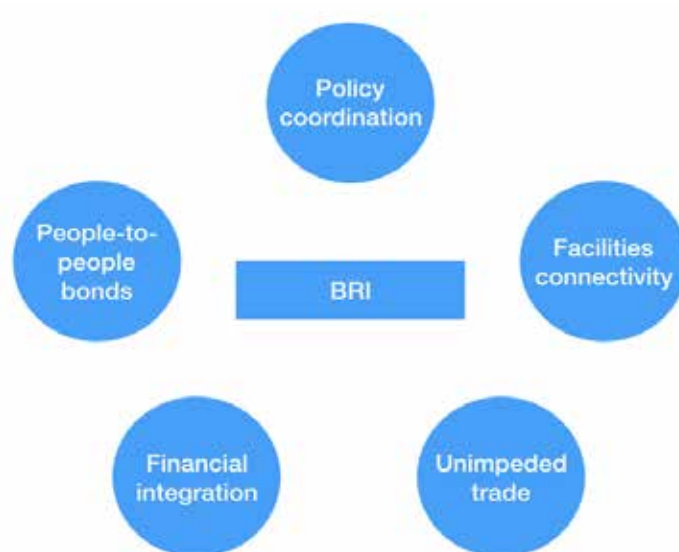 Policy
coordination
People-to-
people
bonds
Facilities
connectivity
BRI
Financial
integration
Unimpeded
trade